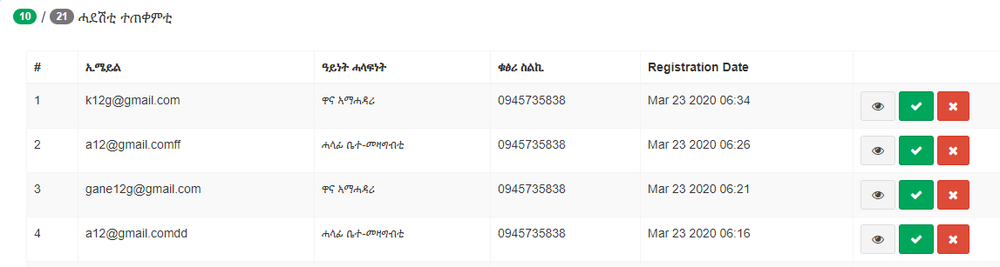 10 / 21 ሓደሽቲ ተጠቀምቲ
# ኢሜይል ዓይነት ሓላፍነት ቁፅሪ ስልኪ Registration Date
1 k12g@gmail.com ዋና ኣማሓዳሪ 0945735838 Mar 23 2020 06:34
2 a12@gmail.comff ሓላፊ ቤተ-መዛግብቲ 0945735838 Mar 23 2020 06:26
3 gane12g@gmail.com ዋና ኣማሓዳሪ 0945735838 Mar 23 2020 06:21
4 a12@gmail.comdd ሓላፊ ቤተ-መዛግብቲ 0945735838 Mar 23 2020 06:16